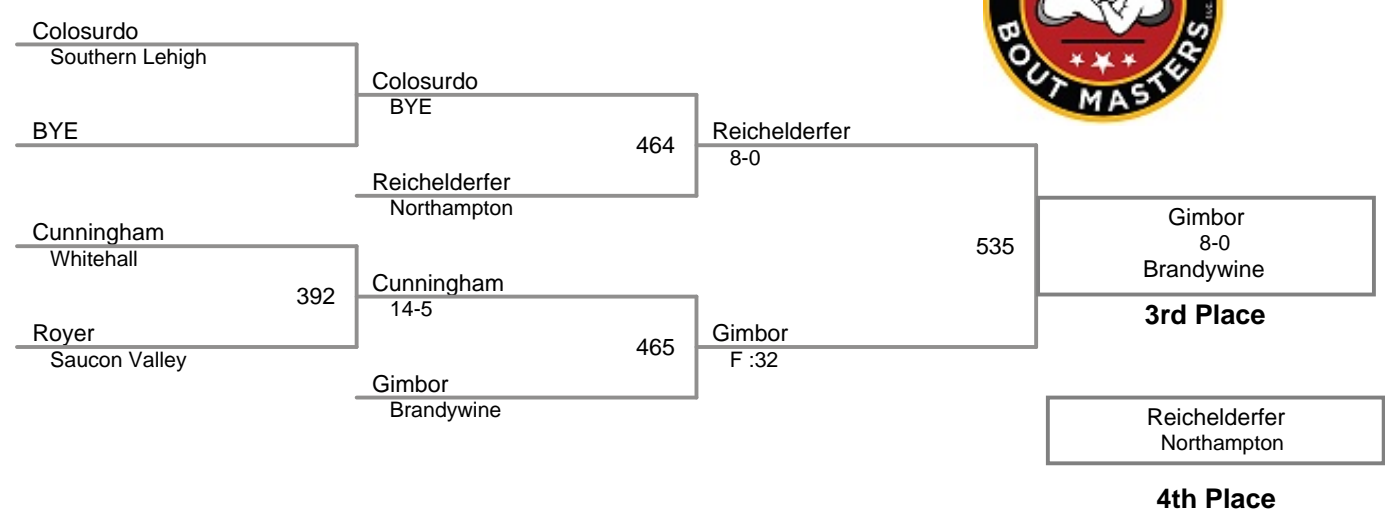 Colosurdo
Southern Lehigh
BYE
Cunningham
Whitehall
392
Royer
Saucon Valley
Colosurdo
BYE
464
Reichelderfer
Northampton
Cunningham
14-5
465
Gimbor
Brandywine
Reichelderfer
8-0
535
Gimbor
F :32
BOUT MASTERS
Gimbor
8-0
Brandywine
3rd Place
Reichelderfer
Northampton
4th Place